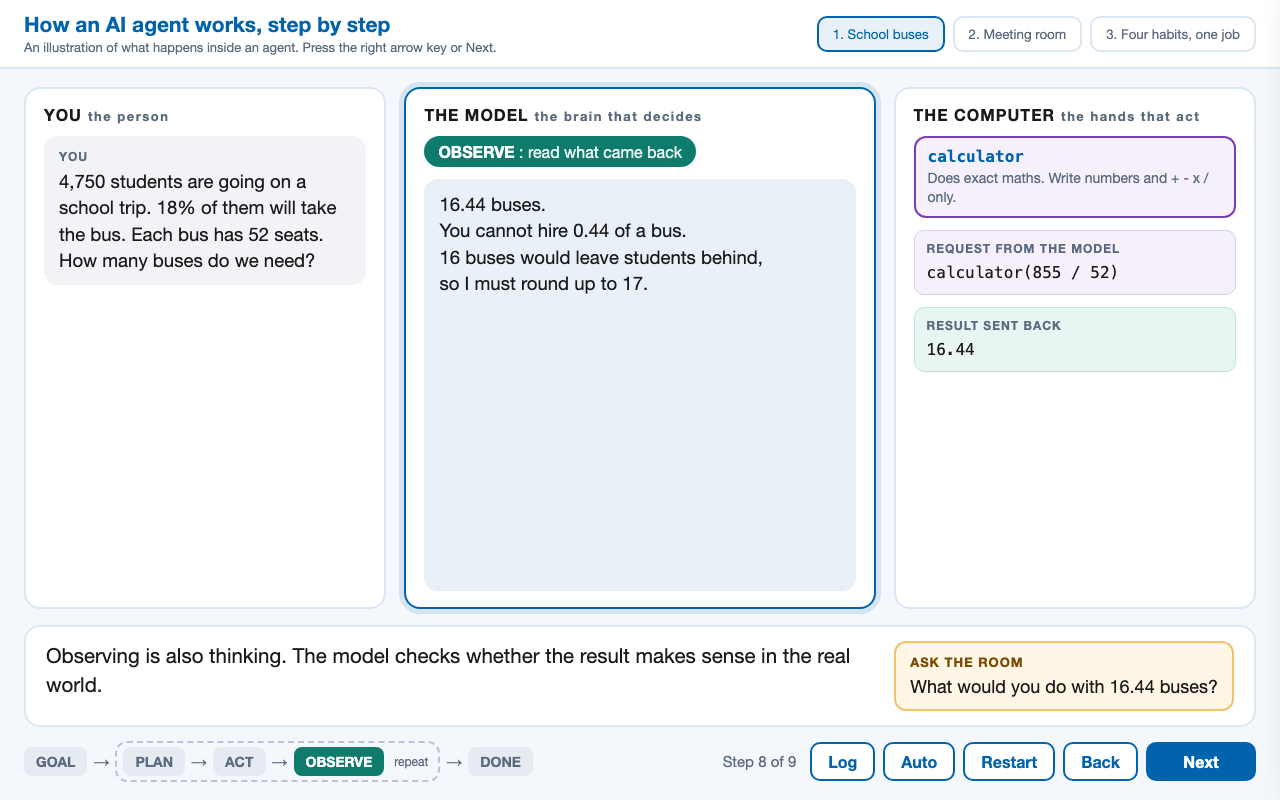 How an AI agent works, step by step
An illustration of what happens inside an agent. Press the right arrow key or Next.
1. School buses
2. Meeting room
3. Four habits, one job
YOU the person
YOU
4,750 students are going on a
school trip. 18% of them will take
the bus. Each bus has 52 seats.
How many buses do we need?
THE MODEL the brain that decides
OBSERVE : read what came back
16.44 buses.
You cannot hire 0.44 of a bus.
16 buses would leave students behind,
so I must round up to 17.
THE COMPUTER the hands that act
calculator
Does exact maths. Write numbers and + - x /
only.
REQUEST FROM THE MODEL
calculator(855 / 52)
RESULT SENT BACK
16.44
Observing is also thinking. The model checks whether the result makes sense in the real
world.
ASK THE ROOM
What would you do with 16.44 buses?
GOAL → PLAN → ACT → OBSERVE repeat → DONE
Step 8 of 9
Log
Auto
Restart
Back
Next